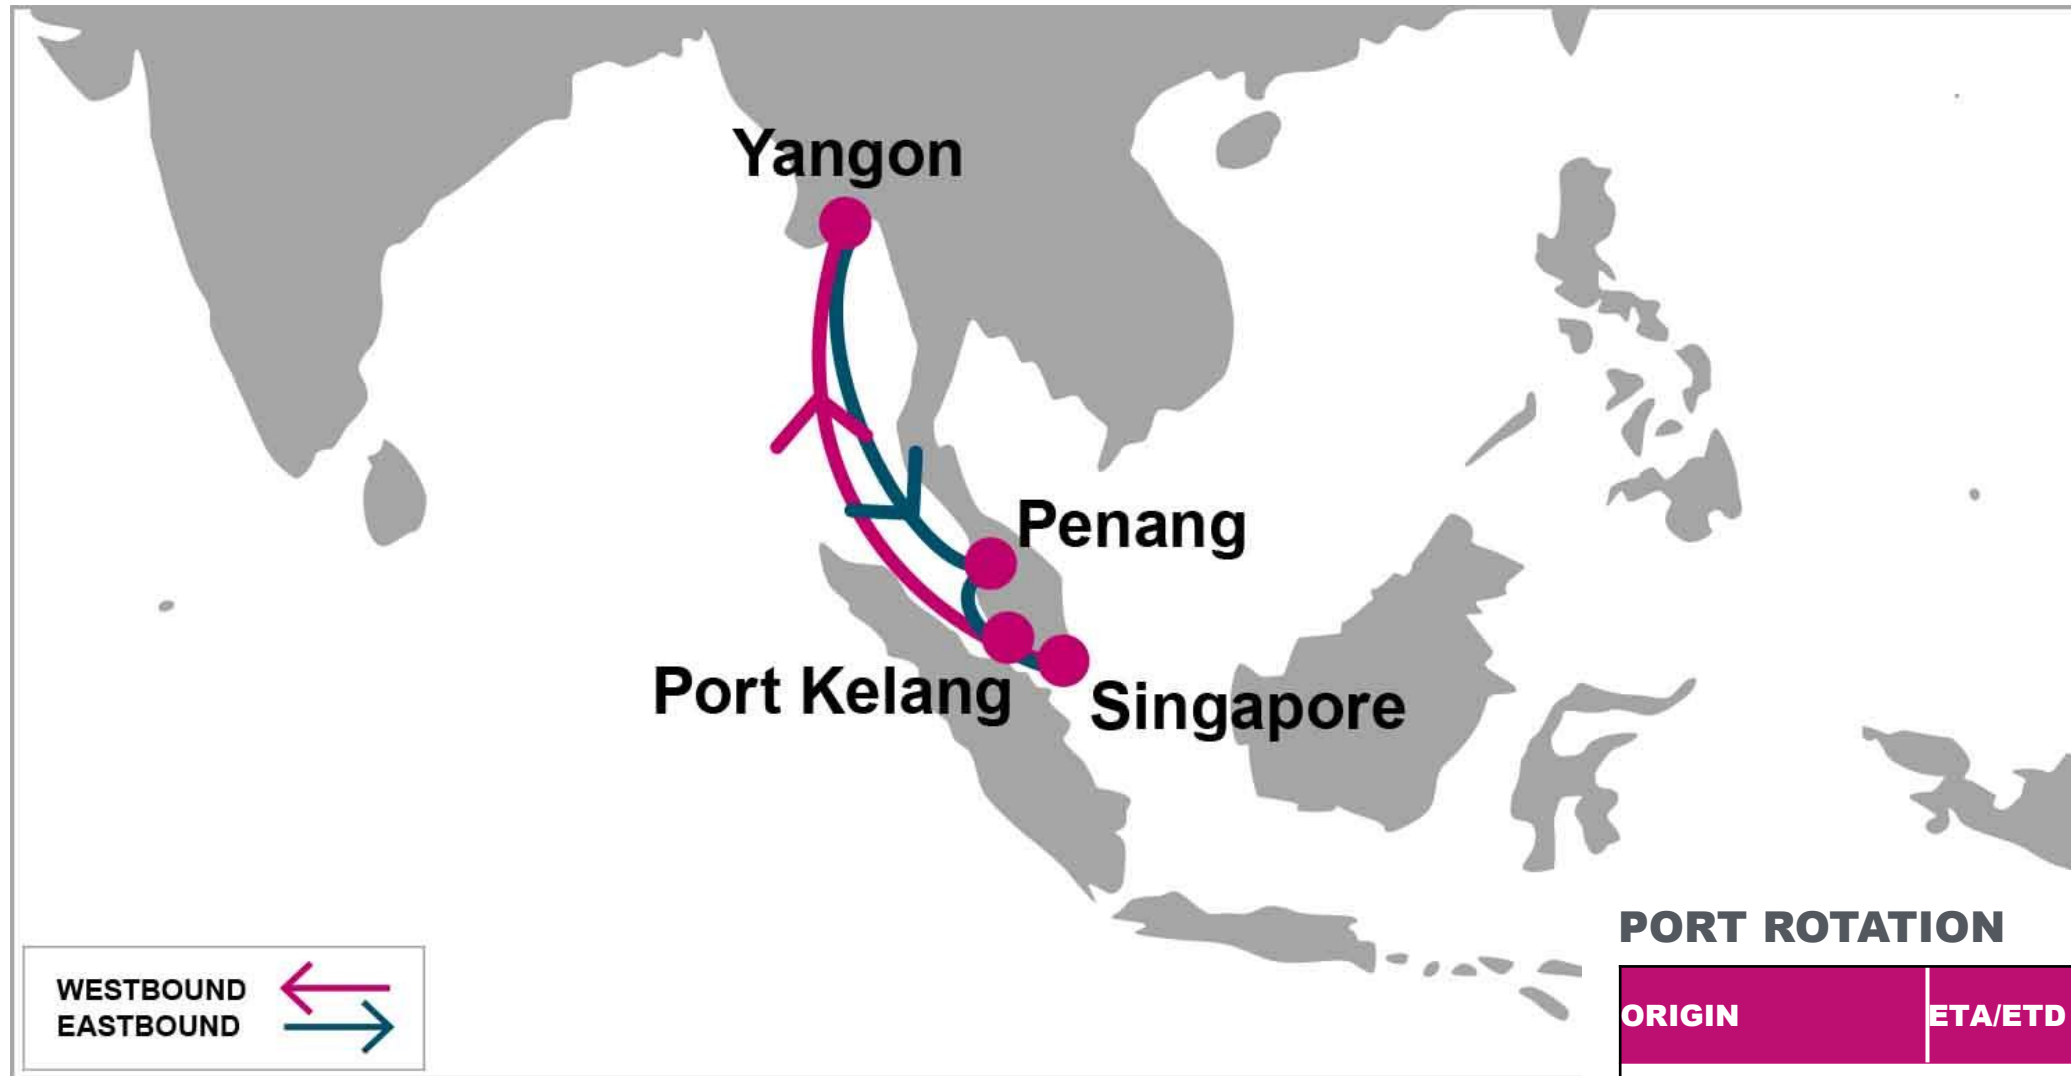 Yangon
Penang
Port Kelang
Singapore
WESTBOUND
EASTBOUND
PORT ROTATION
ORIGIN ETA/ETD